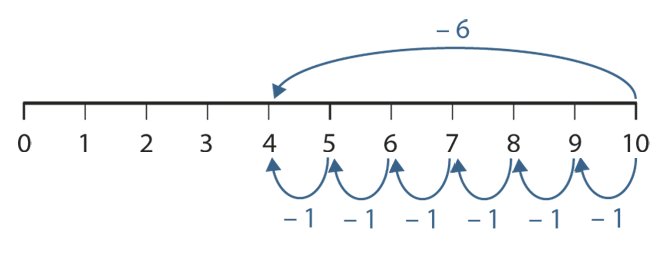 – 6
0 1 2 3 4 5 6 7 8 9 10
– 1 – 1 – 1 – 1 – 1 – 1